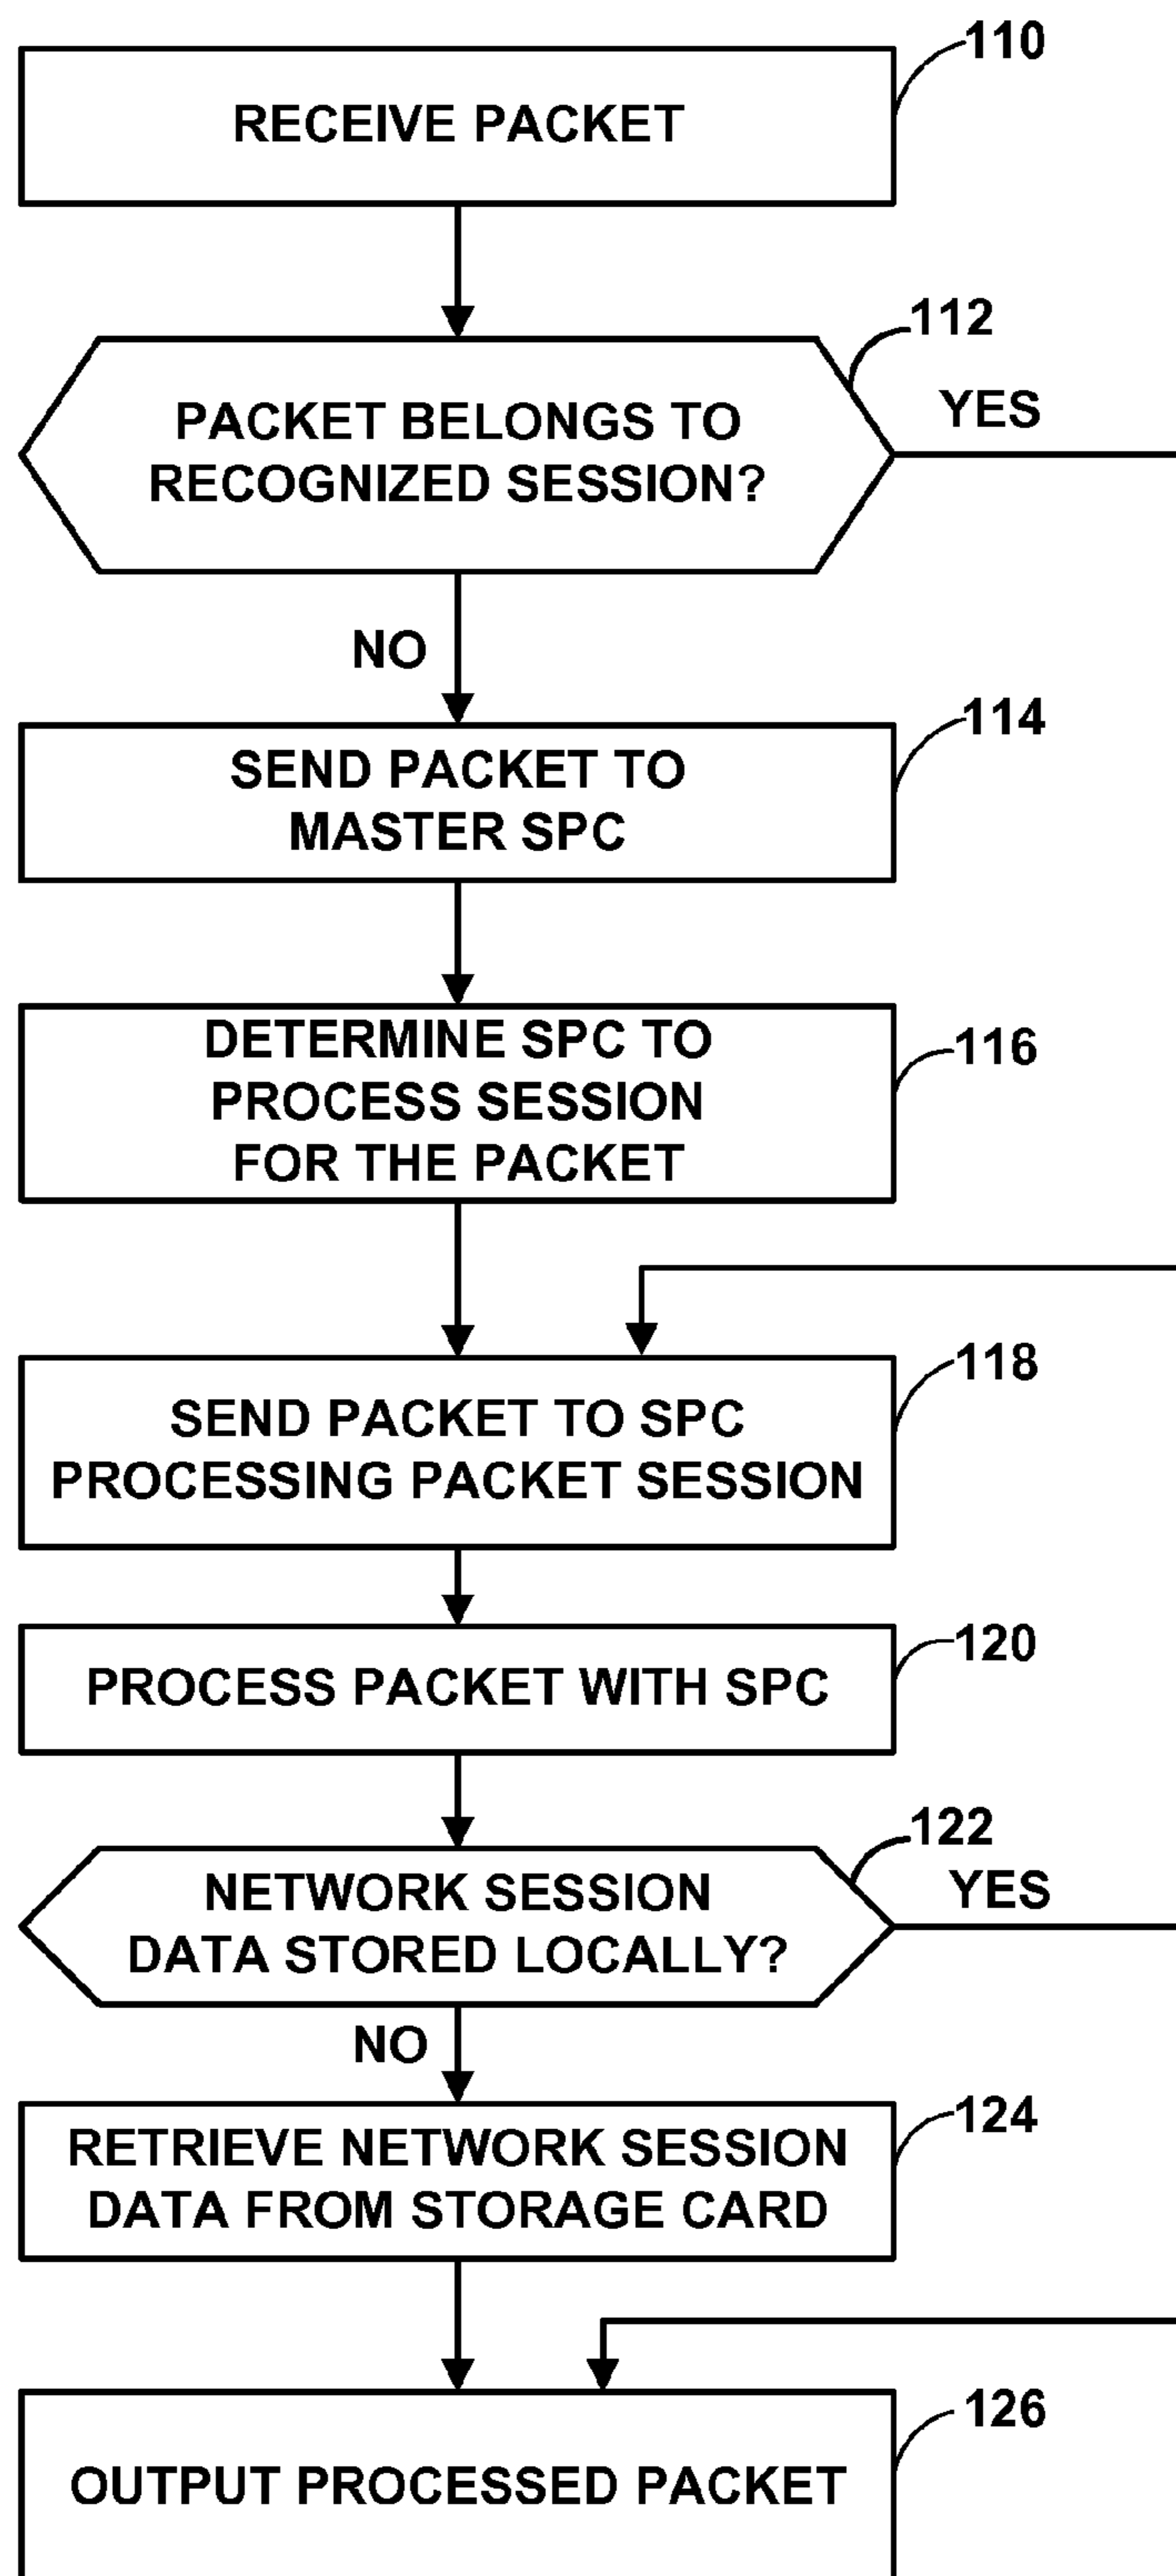 110
RECEIVE PACKET
112
PACKET BELONGS TO
RECOGNIZED SESSION?
YES
NO
114
SEND PACKET TO
MASTER SPC
116
DETERMINE SPC TO
PROCESS SESSION
FOR THE PACKET
118
SEND PACKET TO SPC
PROCESSING PACKET SESSION
120
PROCESS PACKET WITH SPC
122
NETWORK SESSION
DATA STORED LOCALLY?
YES
NO
124
RETRIEVE NETWORK SESSION
DATA FROM STORAGE CARD
126
OUTPUT PROCESSED PACKET